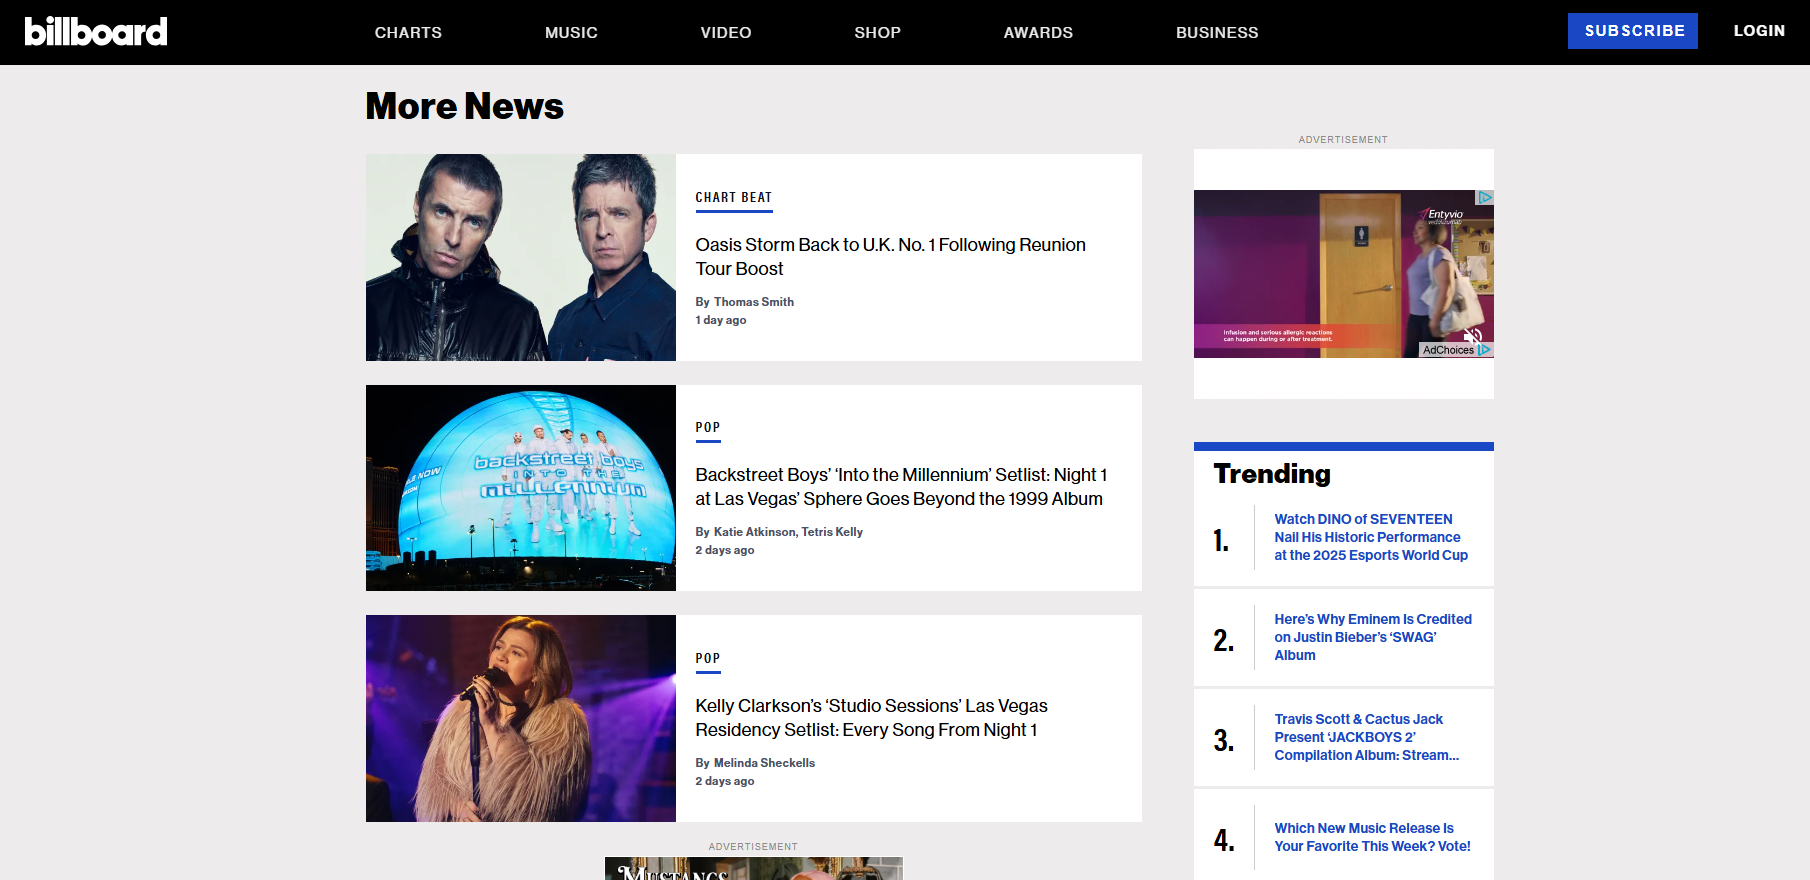 billboard
CHARTS
MUSIC
VIDEO
SHOP
AWARDS
BUSINESS
SUBSCRIBE
LOGIN
More News
CHART BEAT
Oasis Storm Back to U.K. No. 1 Following Reunion
Tour Boost
By Thomas Smith
1 day ago
backstreet boys
INTO THE
MILLENNIUM
POP
Backstreet Boys’ ‘Into the Millennium’ Setlist: Night 1
at Las Vegas’ Sphere Goes Beyond the 1999 Album
By Katie Atkinson, Tetris Kelly
2 days ago
POP
Kelly Clarkson’s ‘Studio Sessions’ Las Vegas
Residency Setlist: Every Song From Night 1
By Melinda Sheckells
2 days ago
ADVERTISEMENT
MUSTANGS
ADVERTISEMENT
Entyvio
vedolizumab
Infusion and serious allergic reactions
can happen during or after treatment.
AdChoices
Trending
1.
Watch DINO of SEVENTEEN
Nail His Historic Performance
at the 2025 Esports World Cup
2.
Here’s Why Eminem Is Credited
on Justin Bieber’s ‘SWAG’
Album
3.
Travis Scott & Cactus Jack
Present ‘JACKBOYS 2’
Compilation Album: Stream...
4.
Which New Music Release Is
Your Favorite This Week? Vote!